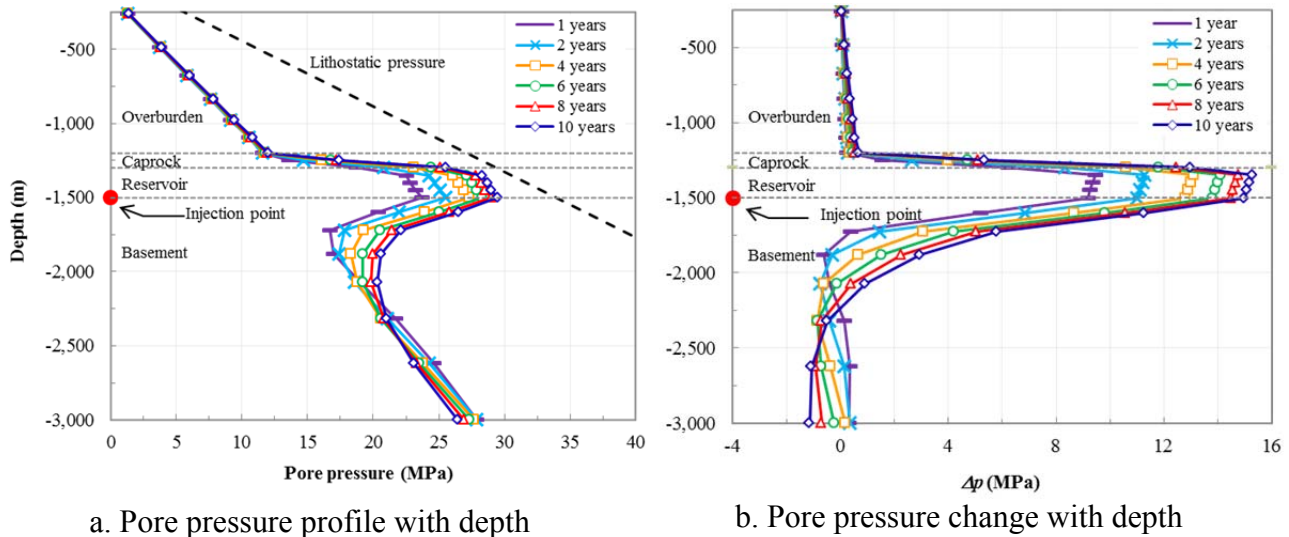 1 years
2 years
4 years
6 years
8 years
10 years
Lithostatic pressure
Overburden
Caprock
Reservoir
Injection point
Basement
Depth (m)
-500
-1,000
-1,500
-2,000
-2,500
-3,000
0 5 10 15 20 25 30 35 40
Pore pressure (MPa)
a. Pore pressure profile with depth
1 year
2 years
4 years
6 years
8 years
10 years
Overburden
Caprock
Reservoir
Injection point
Basement
-500
-1,000
-1,500
-2,000
-2,500
-3,000
-4 0 4 8 12 16
Δp (MPa)
b. Pore pressure change with depth